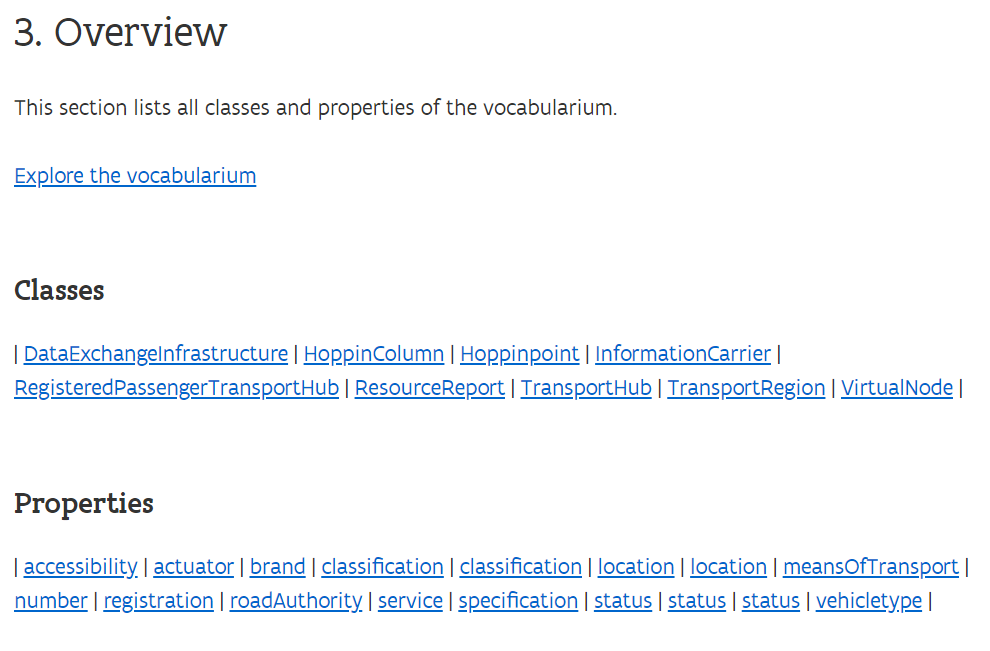 3. Overview
This section lists all classes and properties of the vocabularium.
Explore the vocabularium
Classes
| DataExchangeInfrastructure | HoppinColumn | Hoppinpoint | InformationCarrier |
RegisteredPassengerTransportHub | ResourceReport | TransportHub | TransportRegion | VirtualNode |
Properties
| accessibility | actuator | brand | classification | classification | location | location | meansOfTransport |
number | registration | roadAuthority | service | specification | status | status | status | vehicletype |